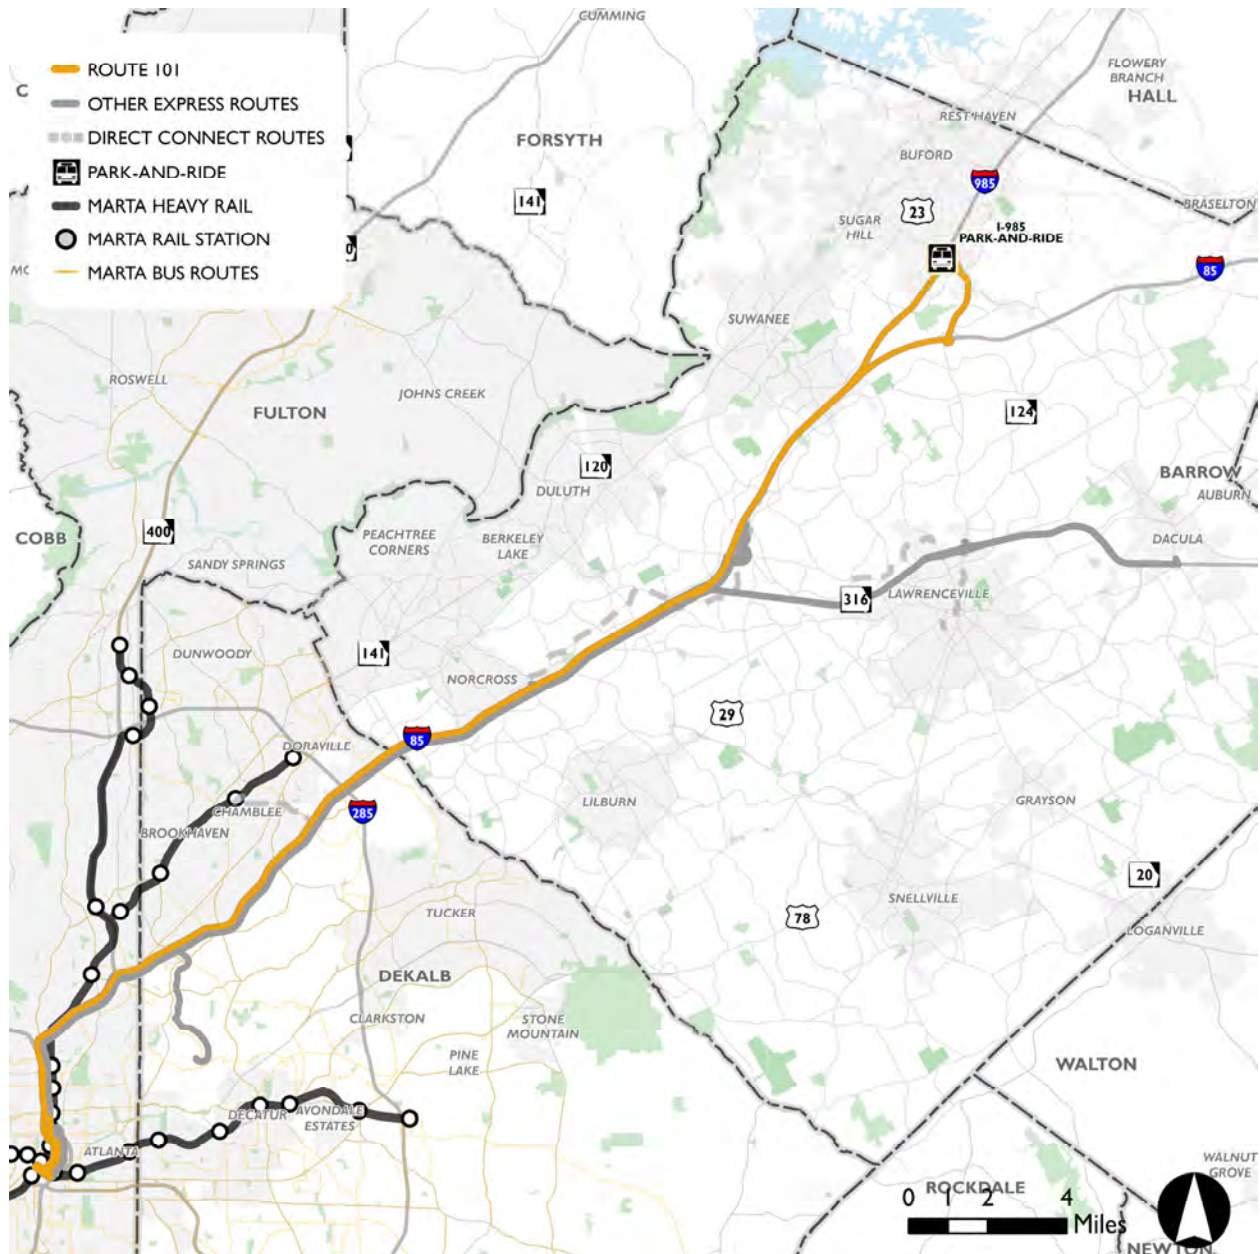 CUMMING
ROUTE 101
OTHER EXPRESS ROUTES
DIRECT CONNECT ROUTES
PARK-AND-RIDE
MARTA HEAVY RAIL
MARTA RAIL STATION
MARTA BUS ROUTES
FLOWERY
BRANCH
HALL
REST HAVEN
FORSYTH
BUFORD
985
141
23
SUGAR
HILL
BRASELTON
I-985
PARK-AND-RIDE
85
SUWANEE
ROSWELL
JOHNS CREEK
FULTON
124
120
DULUTH
BARROW
AUBURN
COBB
400
PEACHTREE
CORNERS
BERKELEY
LAKE
DACULA
SANDY SPRINGS
316
LAWRENCEVILLE
DUNWOODY
141
NORCROSS
29
85
DORAVILLE
LILBURN
GRAYSON
CHAMBLEE
285
BROOKHAVEN
20
SNELLVILLE
78
TUCKER
LOGANVILLE
DEKALB
CLARKSTON
STONE
MOUNTAIN
PINE
LAKE
WALTON
DECATUR
AVONDALE
ESTATES
ATLANTA
WALNUT
GROVE
ROCKDALE
0 1 2 4
Miles
NEWTON